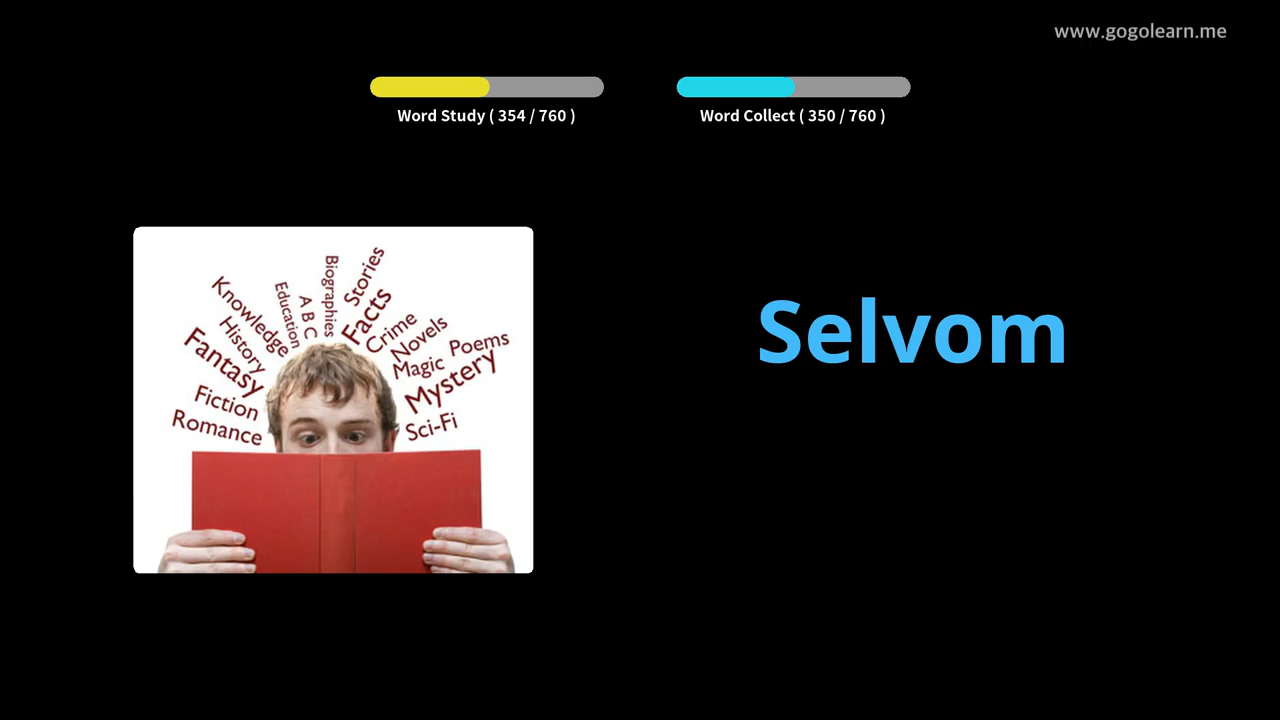 www.gogolearn.me
Word Study ( 354 / 760 )
Word Collect ( 350 / 760 )
Biographies
Stories
Education
A B C
Facts
Knowledge
Crime
History
Novels
Poems
Fantasy
Magic
Mystery
Fiction
Sci-Fi
Romance
Selvom